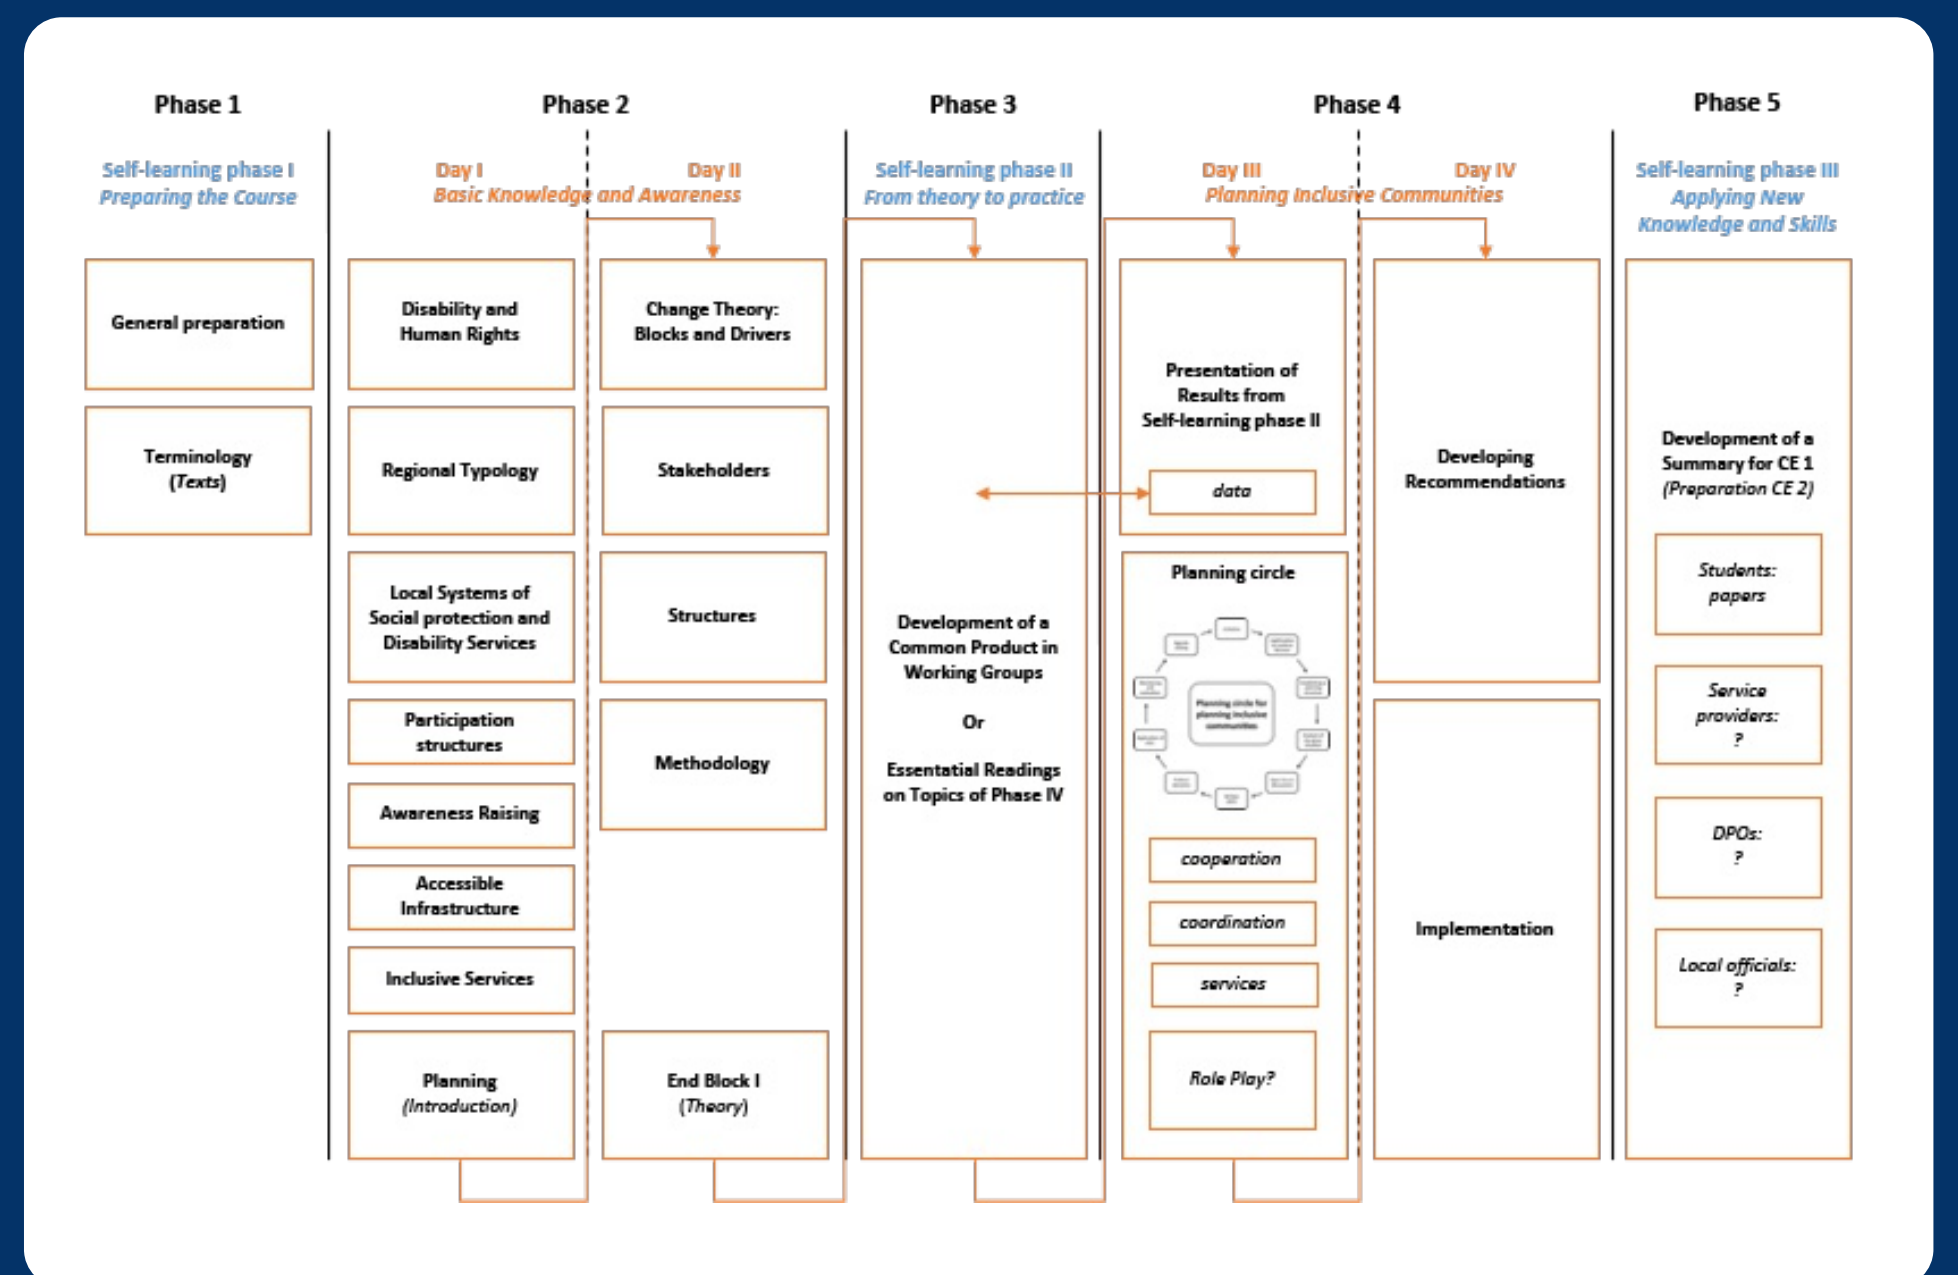 Phase 1
Self-learning phase I
Preparing the Course
General preparation
Terminology
(Texts)
Phase 2
Day I
Day II
Basic Knowledge and Awareness
Disability and
Human Rights
Regional Typology
Local Systems of
Social protection and
Disability Services
Participation
structures
Awareness Raising
Accessible
Infrastructure
Inclusive Services
Planning
(Introduction)
Change Theory:
Blocks and Drivers
Stakeholders
Structures
Methodology
End Block I
(Theory)
Phase 3
Self-learning phase II
From theory to practice
Development of a
Common Product in
Working Groups
Or
Essentatial Readings
on Topics of Phase IV
Phase 4
Day III
Day IV
Planning Inclusive Communities
Presentation of
Results from
Self-learning phase II
data
Planning circle
Planning circle for
planning inclusive
communities
cooperation
coordination
services
Role Play?
Developing
Recommendations
Implementation
Phase 5
Self-learning phase III
Applying New
Knowledge and Skills
Development of a
Summary for CE 1
(Preparation CE 2)
Students:
papers
Service
providers:
?
DPOs:
?
Local officials:
?